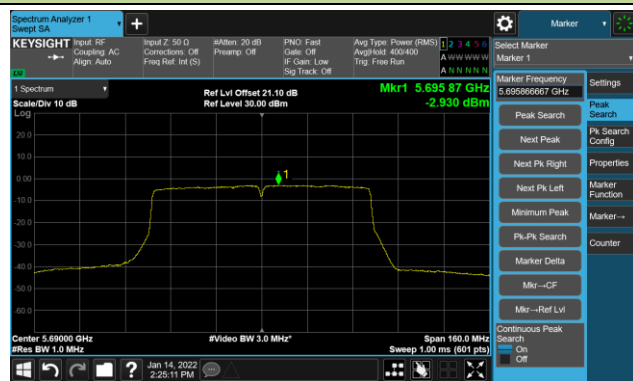 Spectrum Analyzer 1
Swept SA
Marker
KEYSIGHT
Input: RF
Coupling: AC
Align: Auto
Input Z: 50 Ω
Corrections: Off
Freq Ref: Int (S)
#Atten: 20 dB
Preamp: Off
PNO: Fast
Gate: Off
IF Gain: Low
Sig Track: Off
Avg Type: Power (RMS)
Avg|Hold: 400/400
Trig: Free Run
1 2 3 4 5 6
A W W W W W
A N N N N N
LXI
Select Marker
Marker 1
1 Spectrum
Scale/Div 10 dB
Log
Ref Lvl Offset 21.10 dB
Ref Level 30.00 dBm
Mkr1 5.695 87 GHz
-2.930 dBm
20.0
10.0
0.00
-10.0
-20.0
-30.0
-40.0
-50.0
-60.0
1
Center 5.69000 GHz
#Res BW 1.0 MHz
#Video BW 3.0 MHz*
Span 160.0 MHz
Sweep 1.00 ms (601 pts)
Marker Frequency
5.695866667 GHz
Peak Search
Next Peak
Next Pk Right
Next Pk Left
Minimum Peak
Pk-Pk Search
Marker Delta
Mkr→CF
Mkr→Ref Lvl
Continuous Peak
Search
On
Off
Settings
Peak
Search
Pk Search
Config
Properties
Marker
Function
Marker→
Counter
Jan 14, 2022
2:25:11 PM